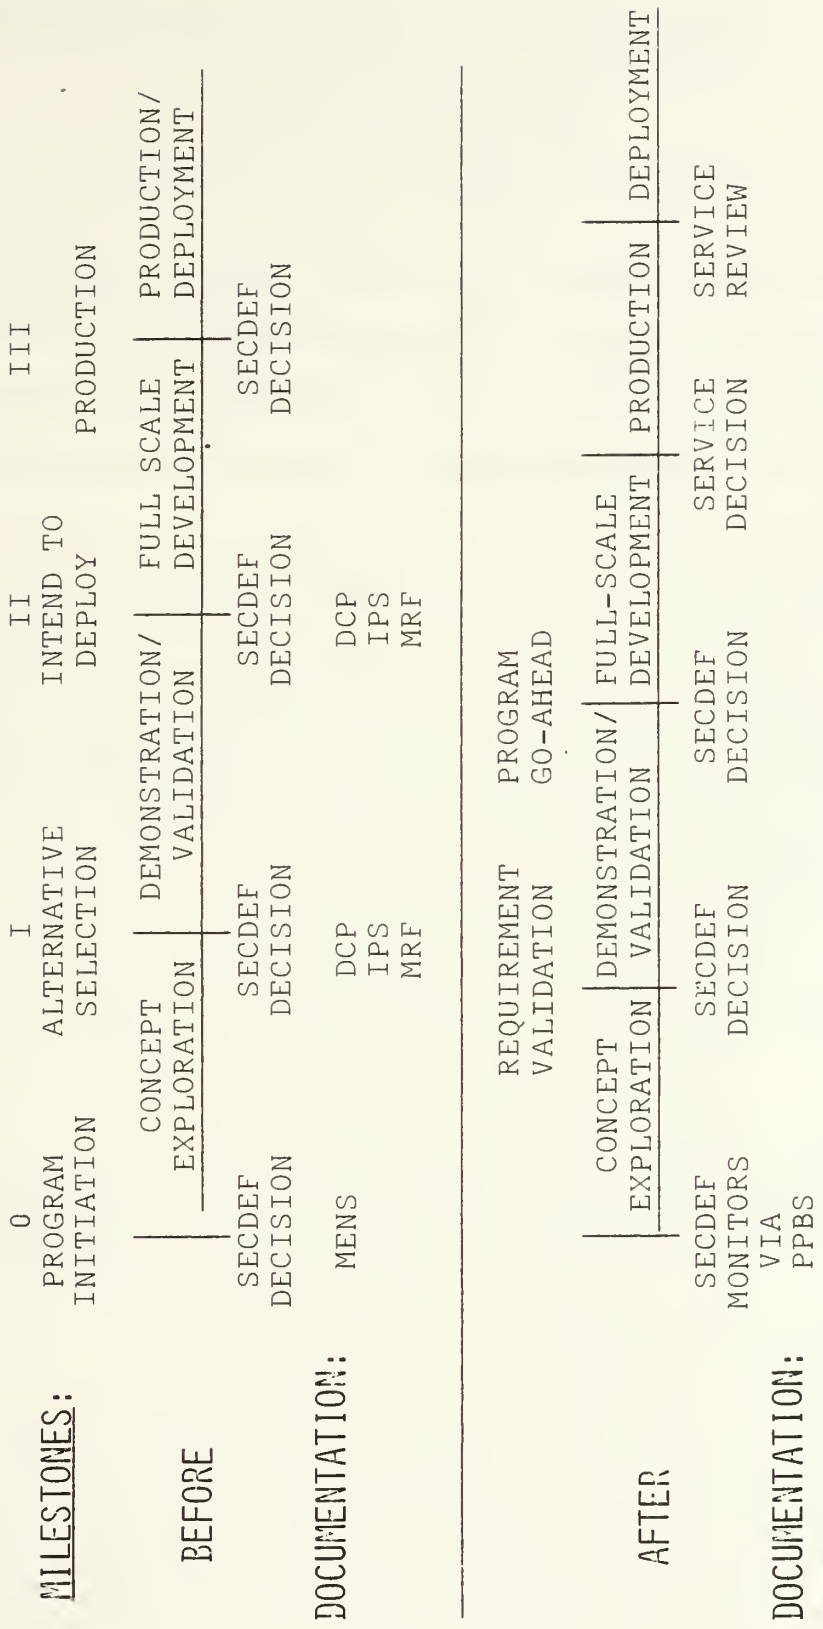 0 I II III
MILESTONES: PROGRAM ALTERNATIVE INTEND TO
INITIATION SELECTION DEPLOY PRODUCTION
CONCEPT DEMONSTRATION/ FULL SCALE PRODUCTION/
EXPLORATION VALIDATION DEVELOPMENT DEPLOYMENT
BEFORE
SECDEF SECDEF SECDEF SECDEF
DECISION DECISION DECISION DECISION
DOCUMENTATION: MENS DCP DCP
IPS IPS
MRF MRF
REQUIREMENT PROGRAM
VALIDATION GO-AHEAD
CONCEPT DEMONSTRATION/ FULL-SCALE
EXPLORATION VALIDATION DEVELOPMENT PRODUCTION DEPLOYMENT
AFTER
SECDEF SECDEF SECDEF SERVICE SERVICE
MONITORS DECISION DECISION DECISION REVIEW
VIA
PPBS
DOCUMENTATION: